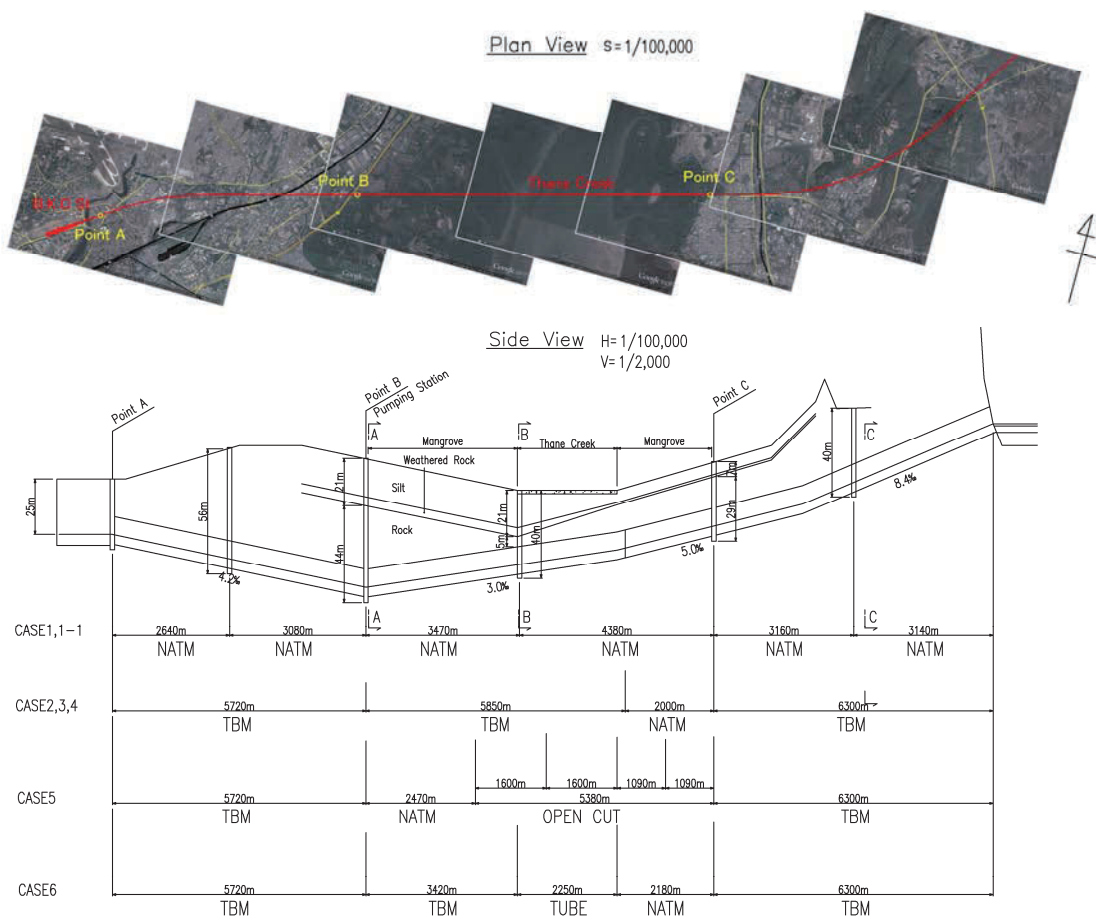 Plan View S=1/100,000
Point B
Thane Creek
Point C
B.K.C St.
Point A
Google
Google
Google
Google
Side View H=1/100,000
V=1/2,000
Point A
Point B
Pumping Station
Point C
A
B
C
Mangrove
Thane Creek
Mangrove
Weathered Rock
Silt
Rock
25m
56m
21m
44m
21m
5m
40m
29m
40m
4.2‰
3.0‰
5.0‰
8.4‰
A
B
C
CASE1,1-1
2640m 3080m 3470m 4380m 3160m 3140m
NATM NATM NATM NATM NATM NATM
CASE2,3,4
5720m 5850m 2000m 6300m
TBM TBM NATM TBM
1600m 1600m 1090m 1090m
CASE5
5720m 2470m 5380m 6300m
TBM NATM OPEN CUT TBM
CASE6
5720m 3420m 2250m 2180m 6300m
TBM TBM TUBE NATM TBM